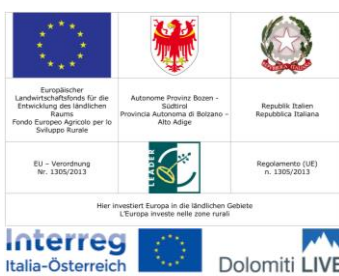 Europäischer
Landwirtschaftsfonds für die
Entwicklung des ländlichen
Raums
Fondo Europeo Agricolo per lo
Sviluppo Rurale
Autonome Provinz Bozen -
Südtirol
Provincia Autonoma di Bolzano -
Alto Adige
Republik Italien
Repubblica Italiana
EU - Verordnung
Nr. 1305/2013
LEADER
Regolamento (UE)
n. 1305/2013
Hier investiert Europa in die ländlichen Gebiete
L'Europa investe nelle zone rurali
Interreg
Italia-Österreich
Dolomiti LIVE